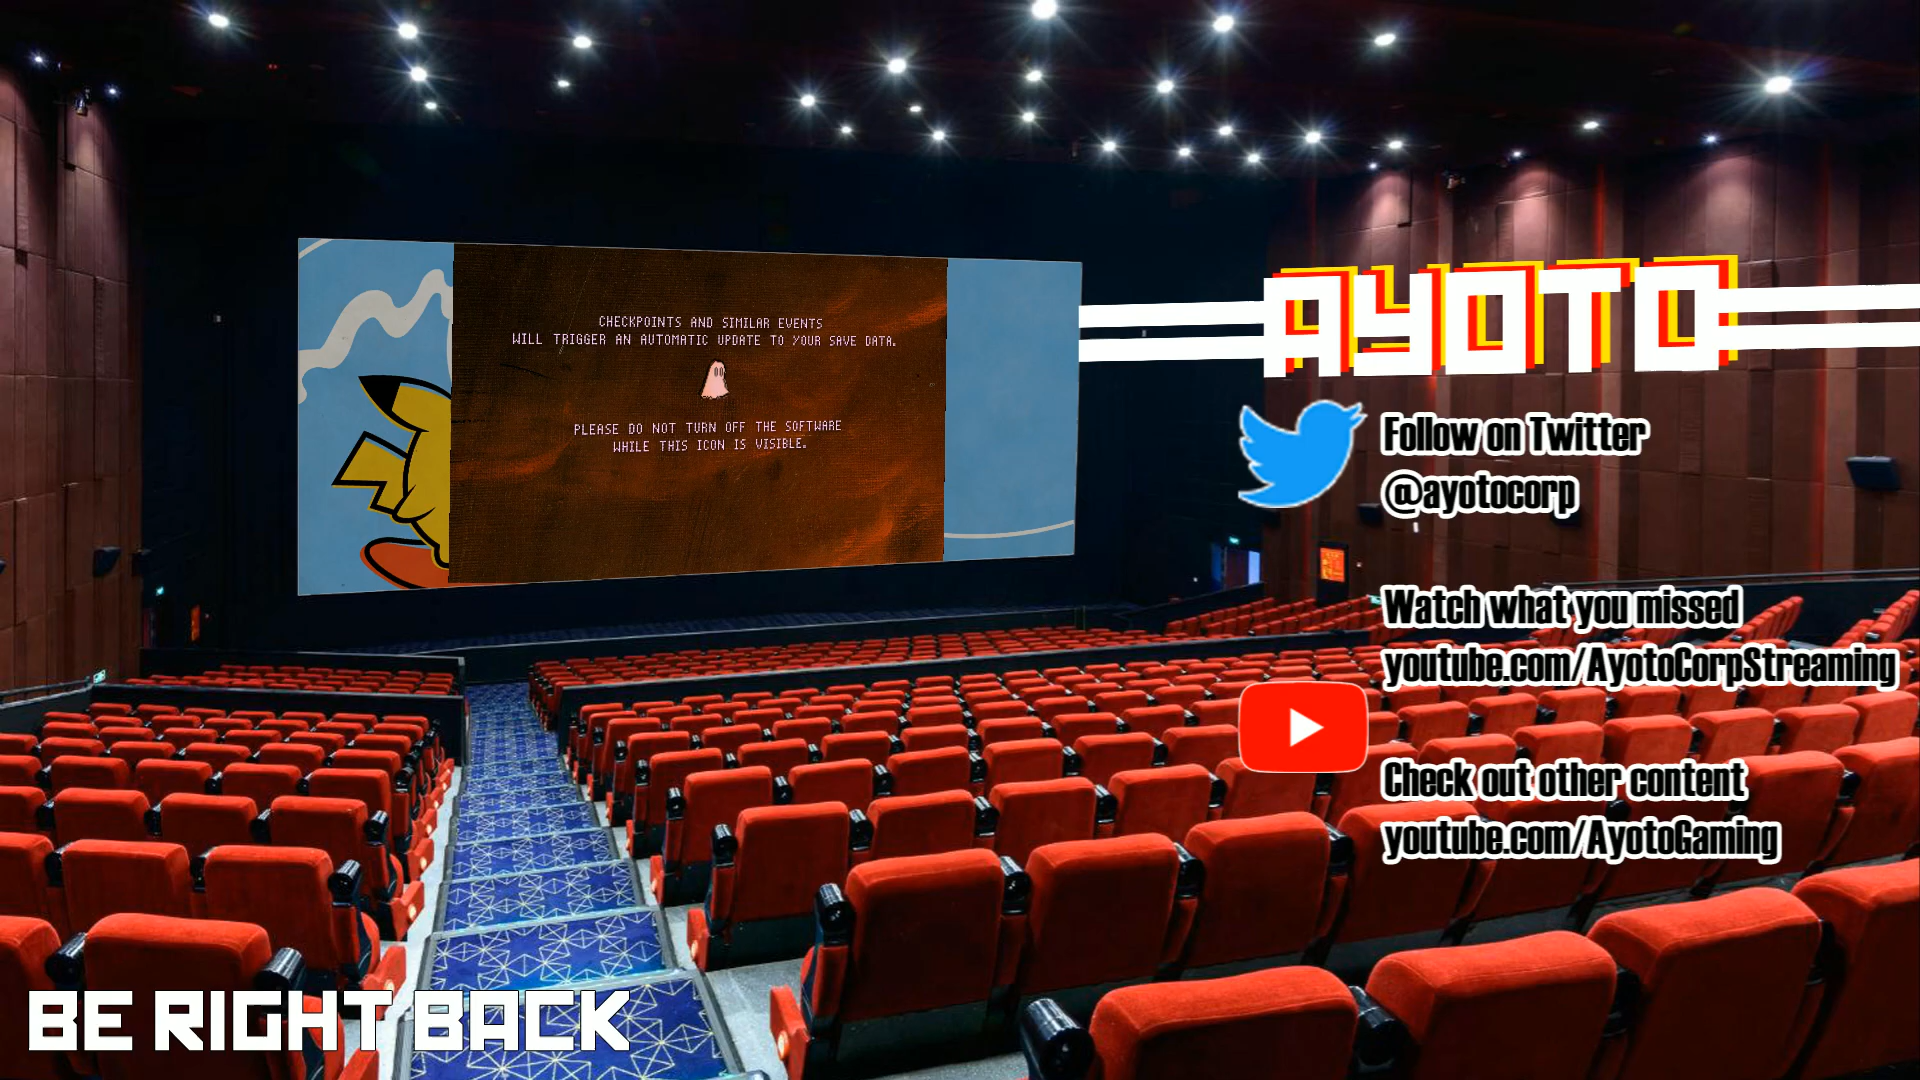 CHECKPOINTS AND SIMILAR EVENTS
WILL TRIGGER AN AUTOMATIC UPDATE TO YOUR SAVE DATA.
PLEASE DO NOT TURN OFF THE SOFTWARE
WHILE THIS ICON IS VISIBLE.
AYOTO
Follow on Twitter
@ayotocorp
Watch what you missed
youtube.com/AyotoCorpStreaming
Check out other content
youtube.com/AyotoGaming
BE RIGHT BACK